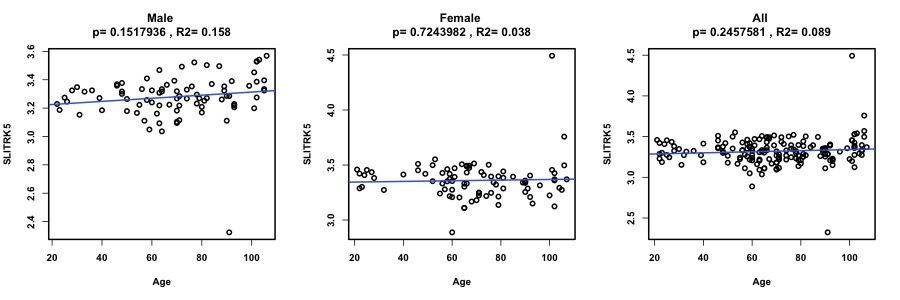 Male
p= 0.1517936 , R2= 0.158
SLITRK5
3.6
3.4
3.2
3.0
2.8
2.6
2.4
20 40 60 80 100
Age
Female
p= 0.7243982 , R2= 0.038
SLITRK5
4.5
4.0
3.5
3.0
20 40 60 80 100
Age
All
p= 0.2457581 , R2= 0.089
SLITRK5
4.5
4.0
3.5
3.0
2.5
20 40 60 80 100
Age